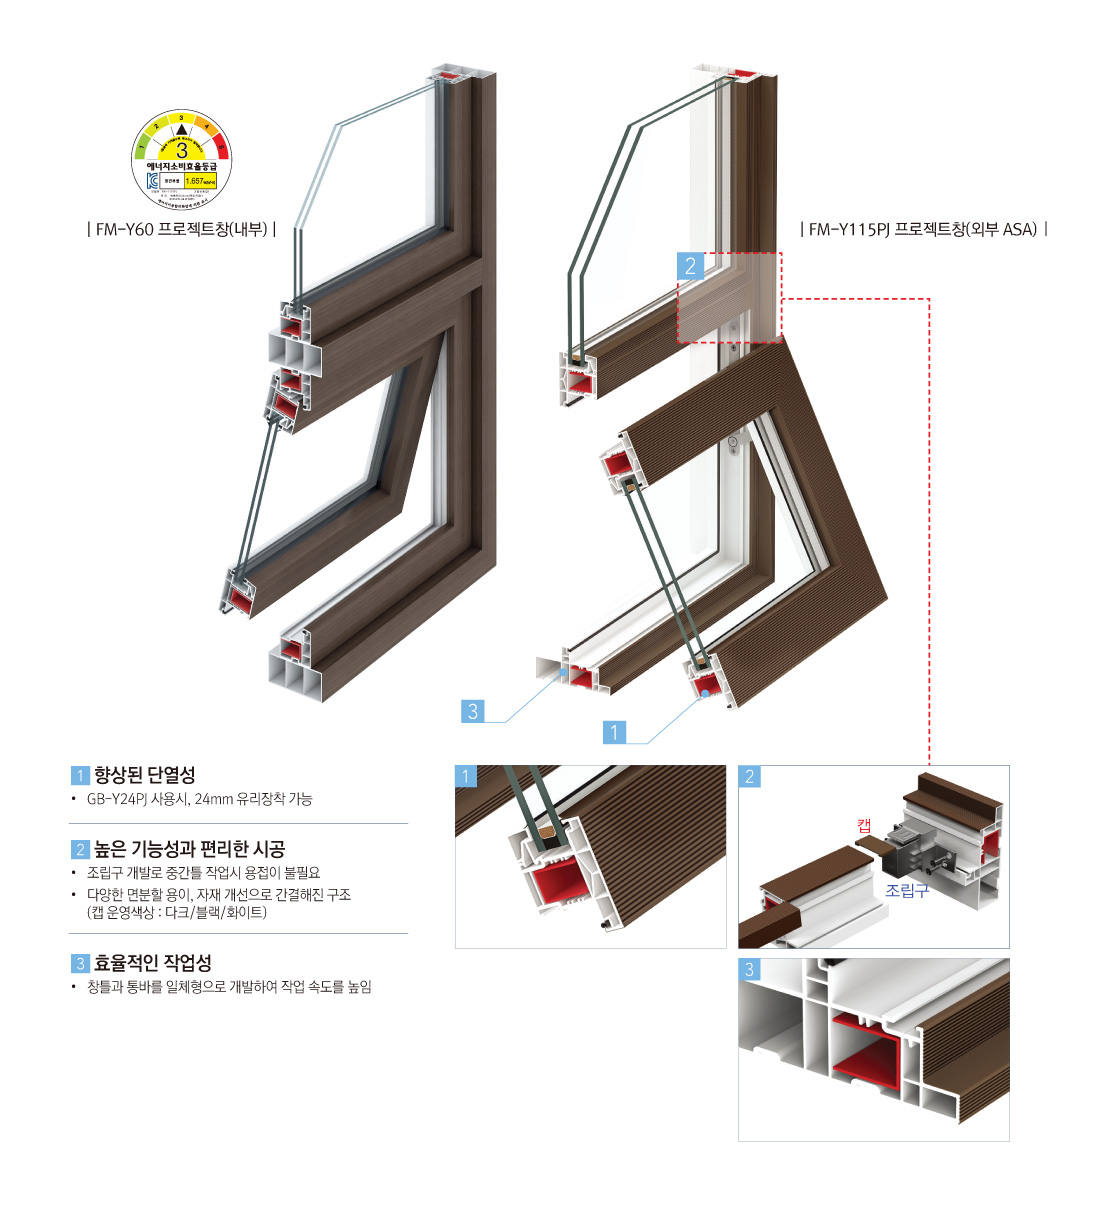 1 2 3 4 5
3
에너지소비효율등급
1.657
| FM-Y60 프로젝트창(내부) |
| FM-Y115PJ 프로젝트창(외부 ASA) |
2
3
1
1 향상된 단열성
• GB-Y24PJ 사용시, 24mm 유리장착 가능
2 높은 기능성과 편리한 시공
• 조립구 개발로 중간틀 작업시 용접이 불필요
• 다양한 면분할 용이, 자재 개선으로 간결해진 구조
(캡 운영색상 : 다크/블랙/화이트)
3 효율적인 작업성
• 창틀과 통바를 일체형으로 개발하여 작업 속도를 높임
1
2
캡
조립구
3